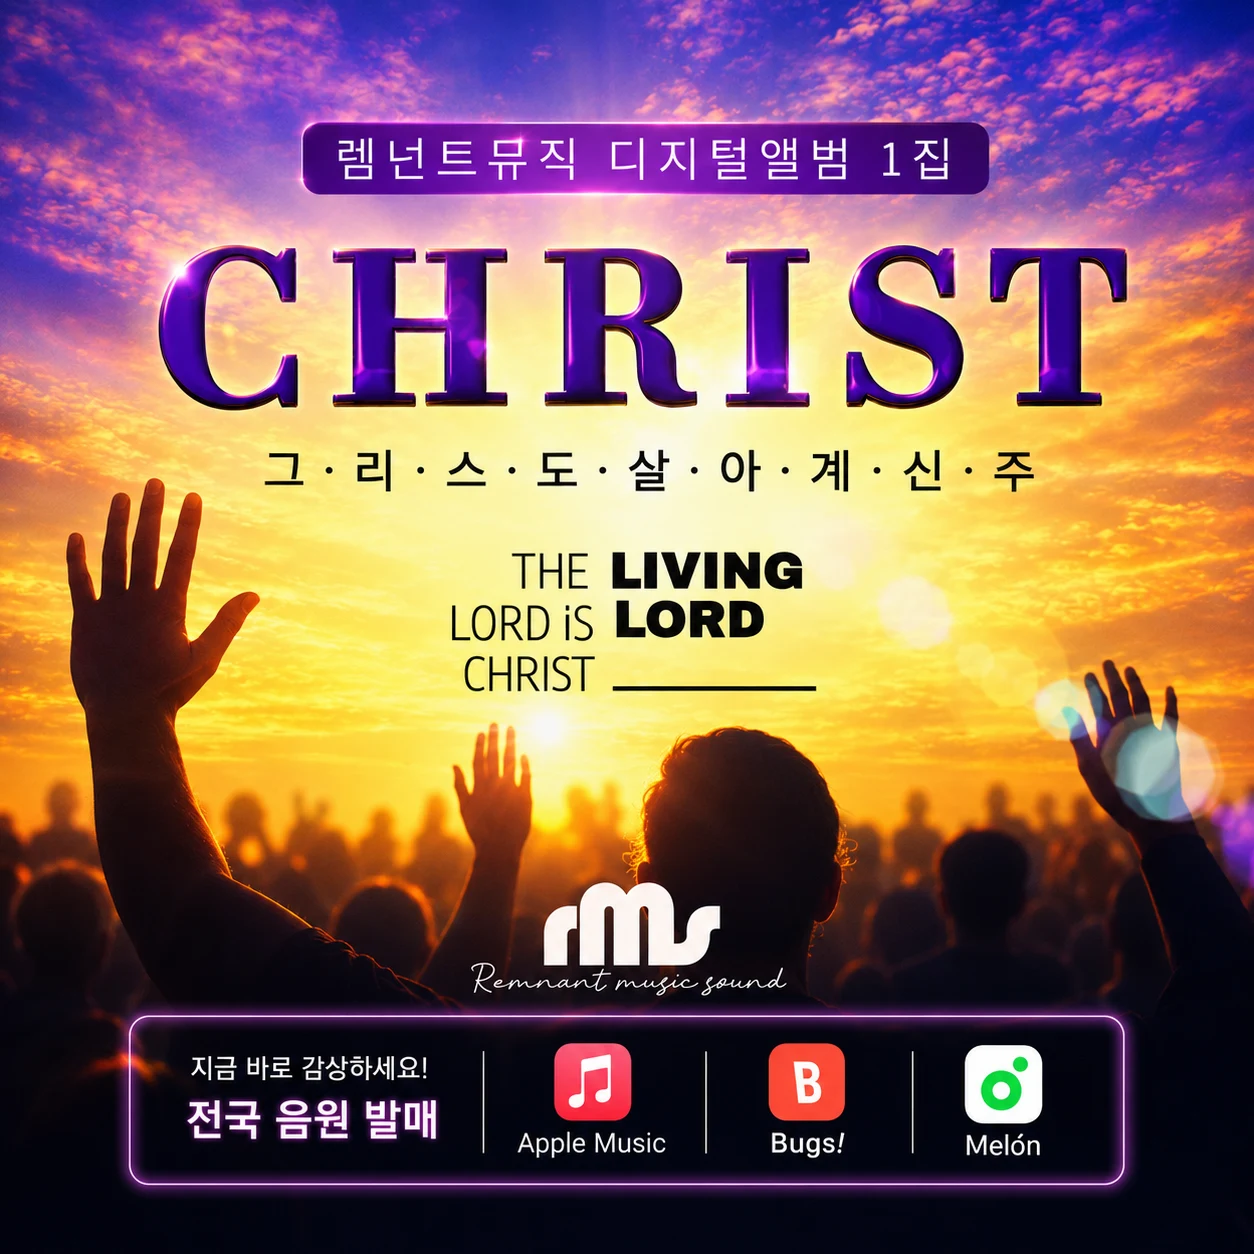 렘넌트뮤직 디지털앨범 1집
CHRIST
그·리·스·도·살·아·계·신·주
THE LIVING
LORD iS LORD
CHRIST
rms
Remnant music sound
지금 바로 감상하세요!
전국 음원 발매
Apple Music
B
Bugs!
Melón